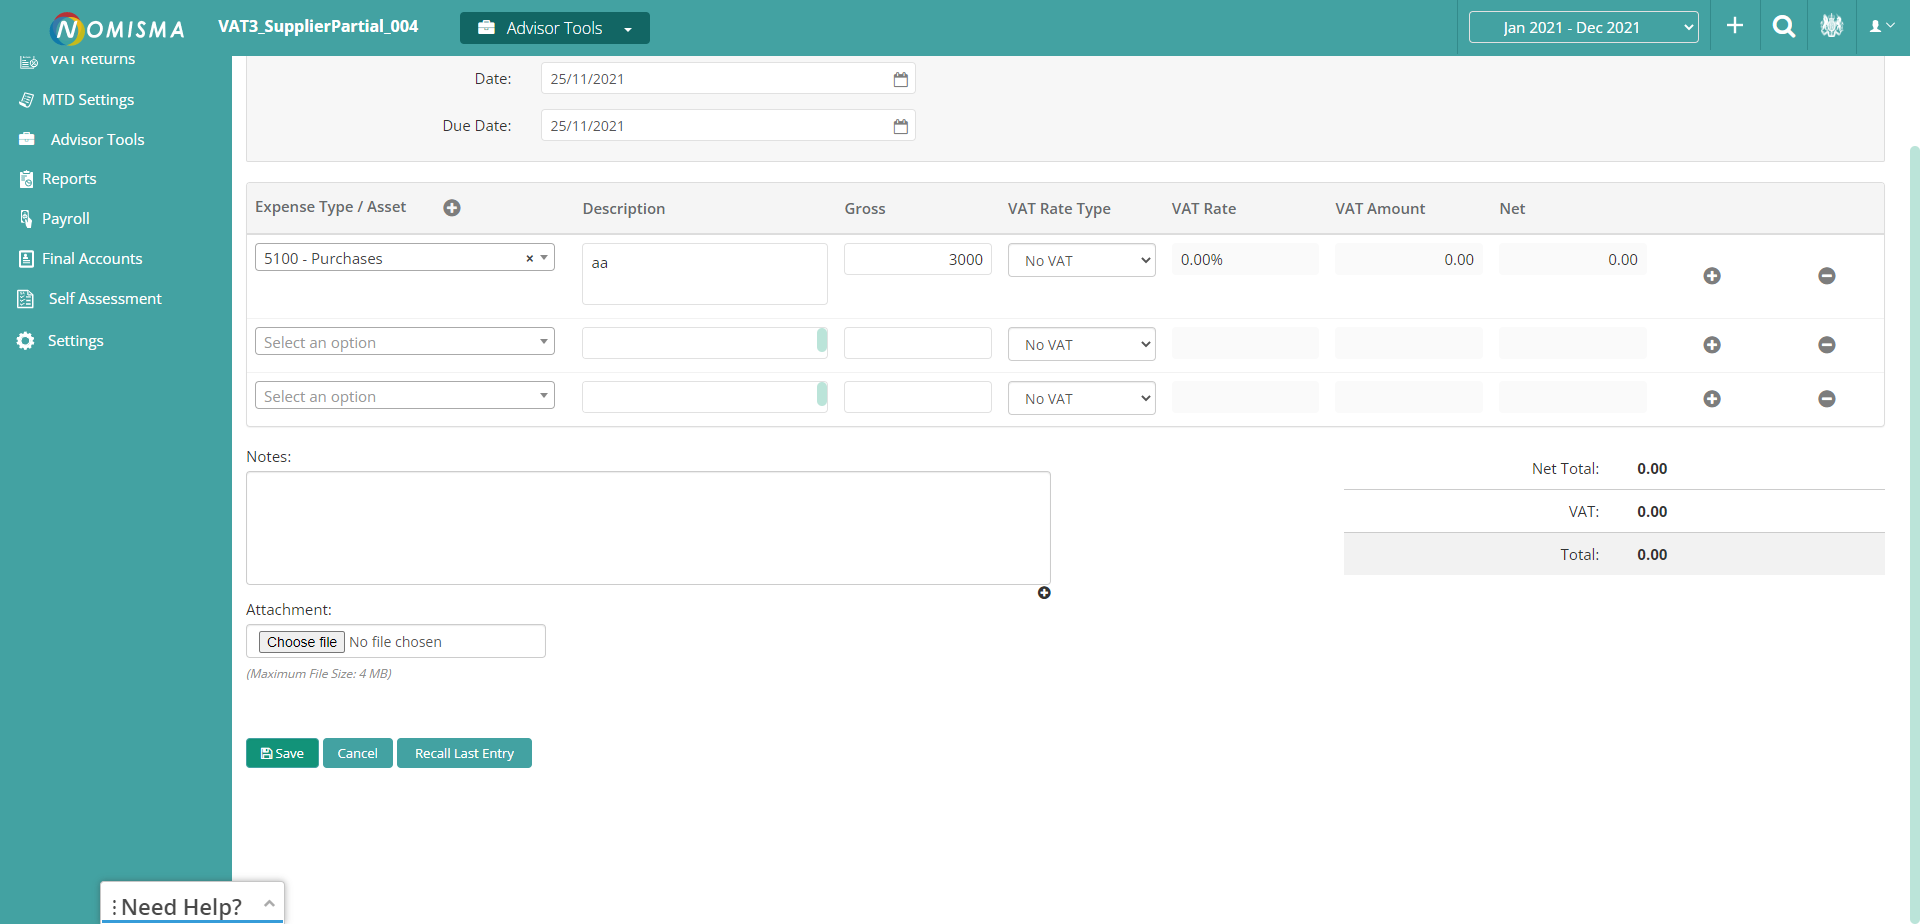 NOMISMA
VAT3_SupplierPartial_004
Advisor Tools
Jan 2021 - Dec 2021
VAT Returns
MTD Settings
Advisor Tools
Reports
Payroll
Final Accounts
Self Assessment
Settings
Date: 25/11/2021
Due Date: 25/11/2021
Expense Type / Asset Description Gross VAT Rate Type VAT Rate VAT Amount Net
5100 - Purchases × aa 3000 No VAT 0.00% 0.00 0.00
Select an option No VAT
Select an option No VAT
Notes:
Net Total: 0.00
VAT: 0.00
Total: 0.00
Attachment:
Choose file No file chosen
(Maximum File Size: 4 MB)
Save Cancel Recall Last Entry
Need Help?